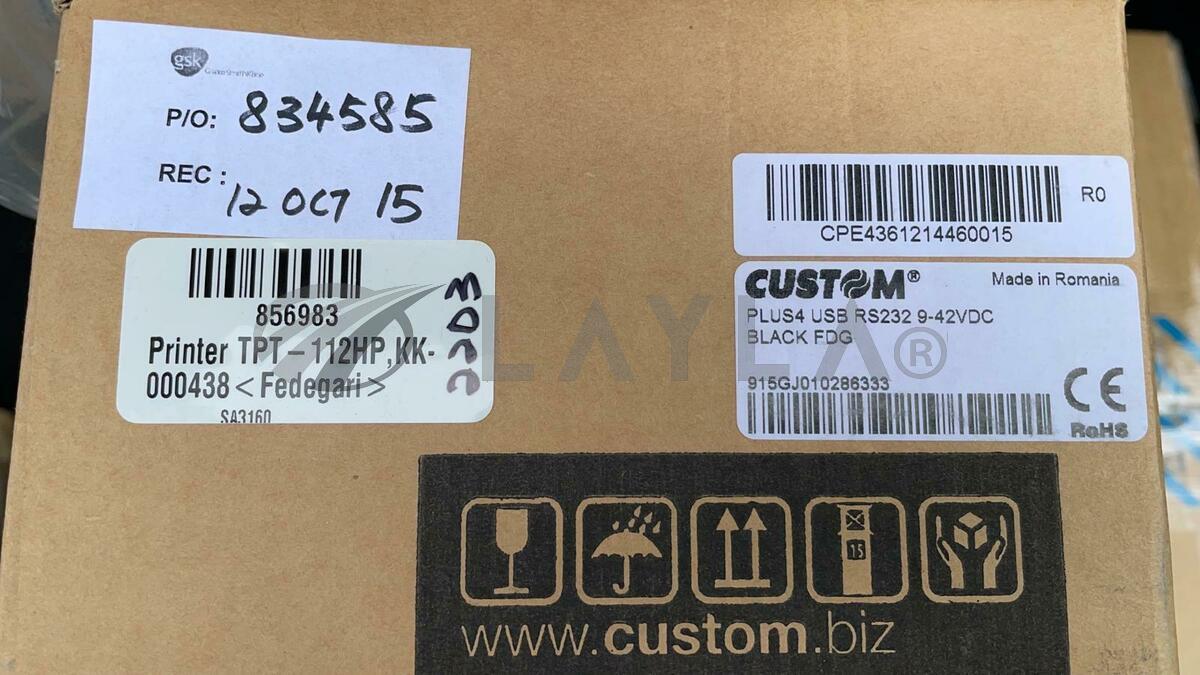 gsk
GlaxoSmithKline
P/O: 834585
REC : 12 OCT 15
856983
Printer TPT-112HP,KK-
000438<Fedegari>
SA3160
R0
CPE4361214460015
CUSTOM®
Made in Romania
PLUS4 USB RS232 9-42VDC
BLACK FDG
915GJ010286333
CE
RoHS
LAYLA®
15
www.custom.biz